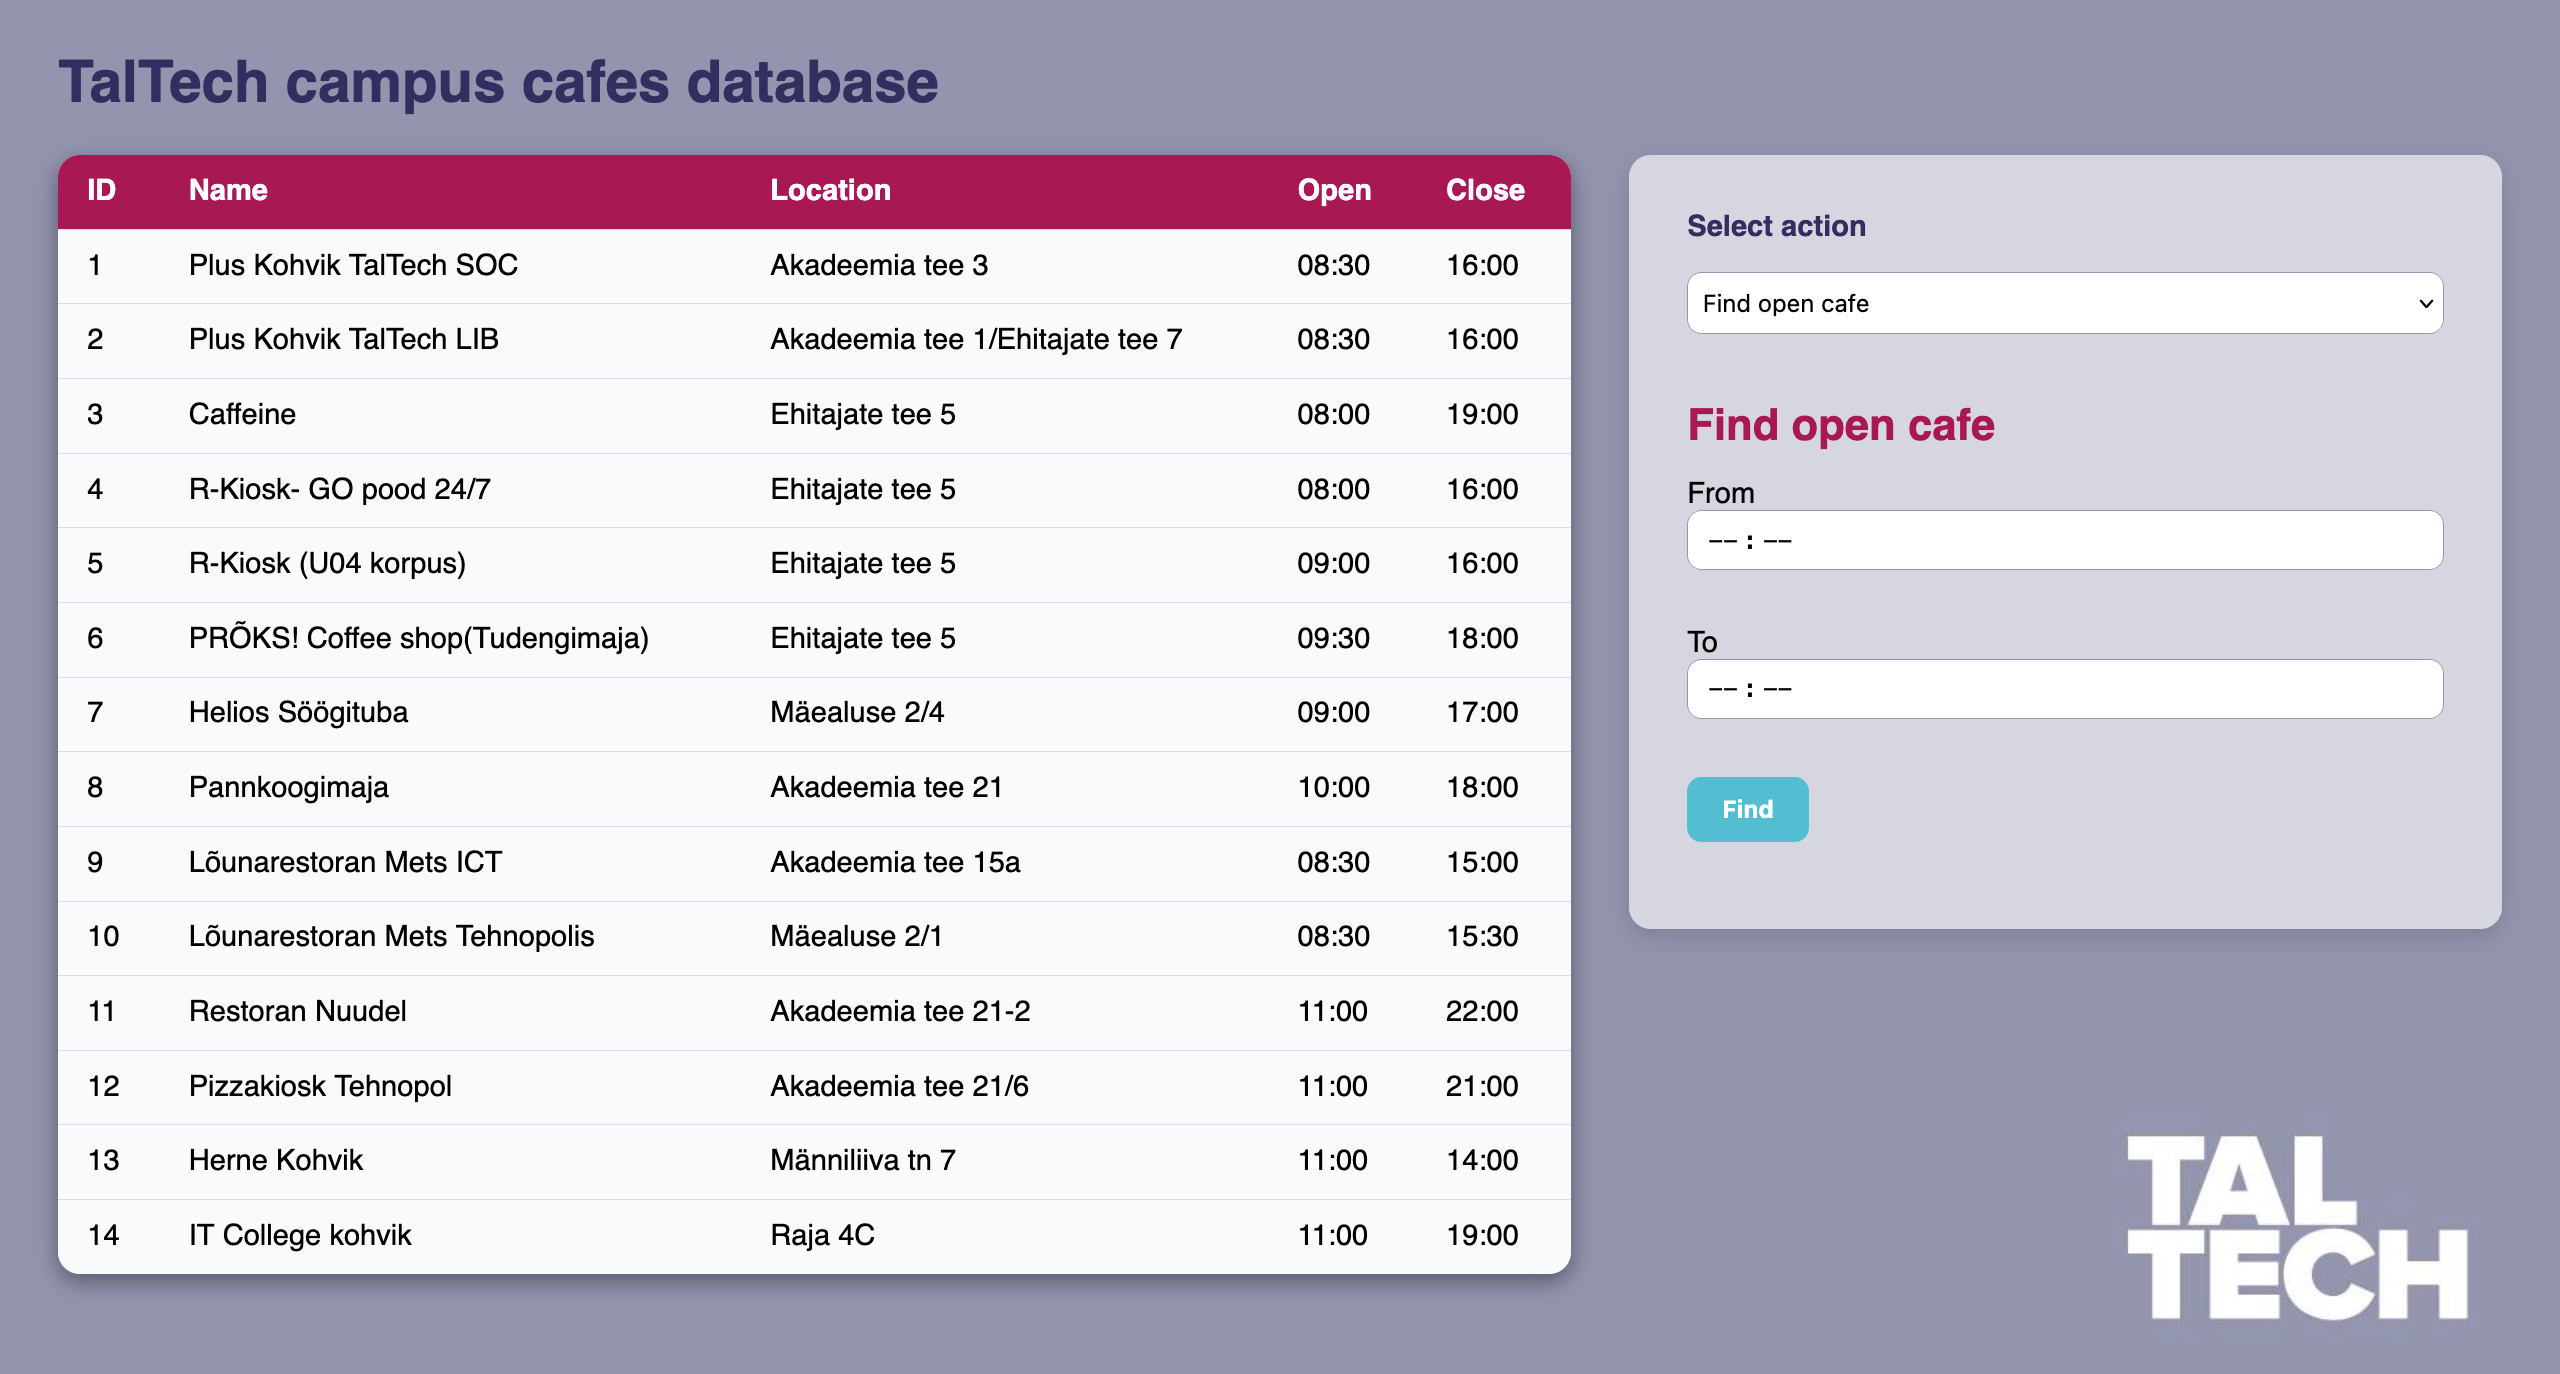 TalTech campus cafes database
ID Name Location Open Close
1 Plus Kohvik TalTech SOC Akadeemia tee 3 08:30 16:00
2 Plus Kohvik TalTech LIB Akadeemia tee 1/Ehitajate tee 7 08:30 16:00
3 Caffeine Ehitajate tee 5 08:00 19:00
4 R-Kiosk- GO pood 24/7 Ehitajate tee 5 08:00 16:00
5 R-Kiosk (U04 korpus) Ehitajate tee 5 09:00 16:00
6 PRÕKS! Coffee shop(Tudengimaja) Ehitajate tee 5 09:30 18:00
7 Helios Söögituba Mäealuse 2/4 09:00 17:00
8 Pannkoogimaja Akadeemia tee 21 10:00 18:00
9 Lõunarestoran Mets ICT Akadeemia tee 15a 08:30 15:00
10 Lõunarestoran Mets Tehnopolis Mäealuse 2/1 08:30 15:30
11 Restoran Nuudel Akadeemia tee 21-2 11:00 22:00
12 Pizzakiosk Tehnopol Akadeemia tee 21/6 11:00 21:00
13 Herne Kohvik Männiliiva tn 7 11:00 14:00
14 IT College kohvik Raja 4C 11:00 19:00
Select action
Find open cafe
Find open cafe
From
-- : --
To
-- : --
Find
TAL
TECH